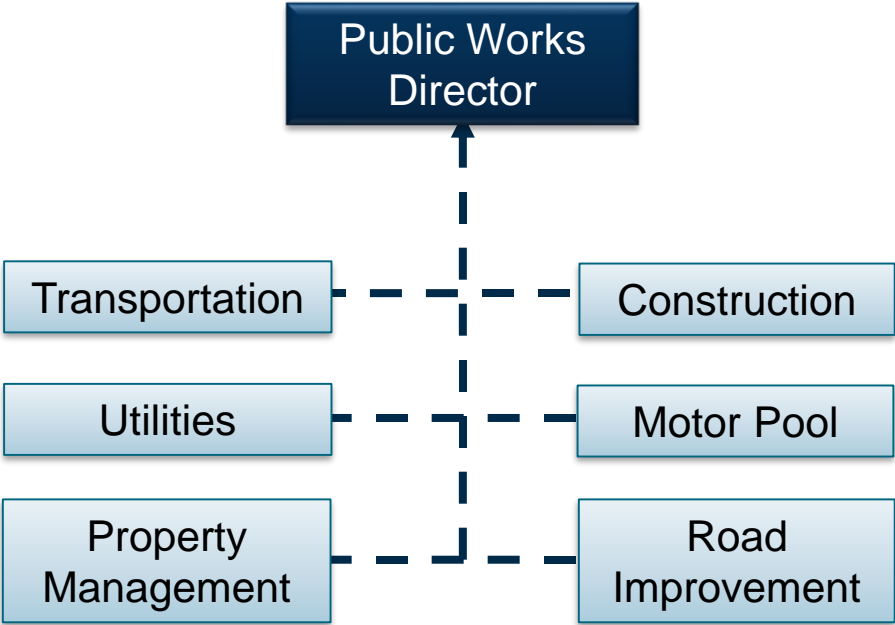 Public Works
Director
Transportation
Construction
Utilities
Motor Pool
Property
Management
Road
Improvement